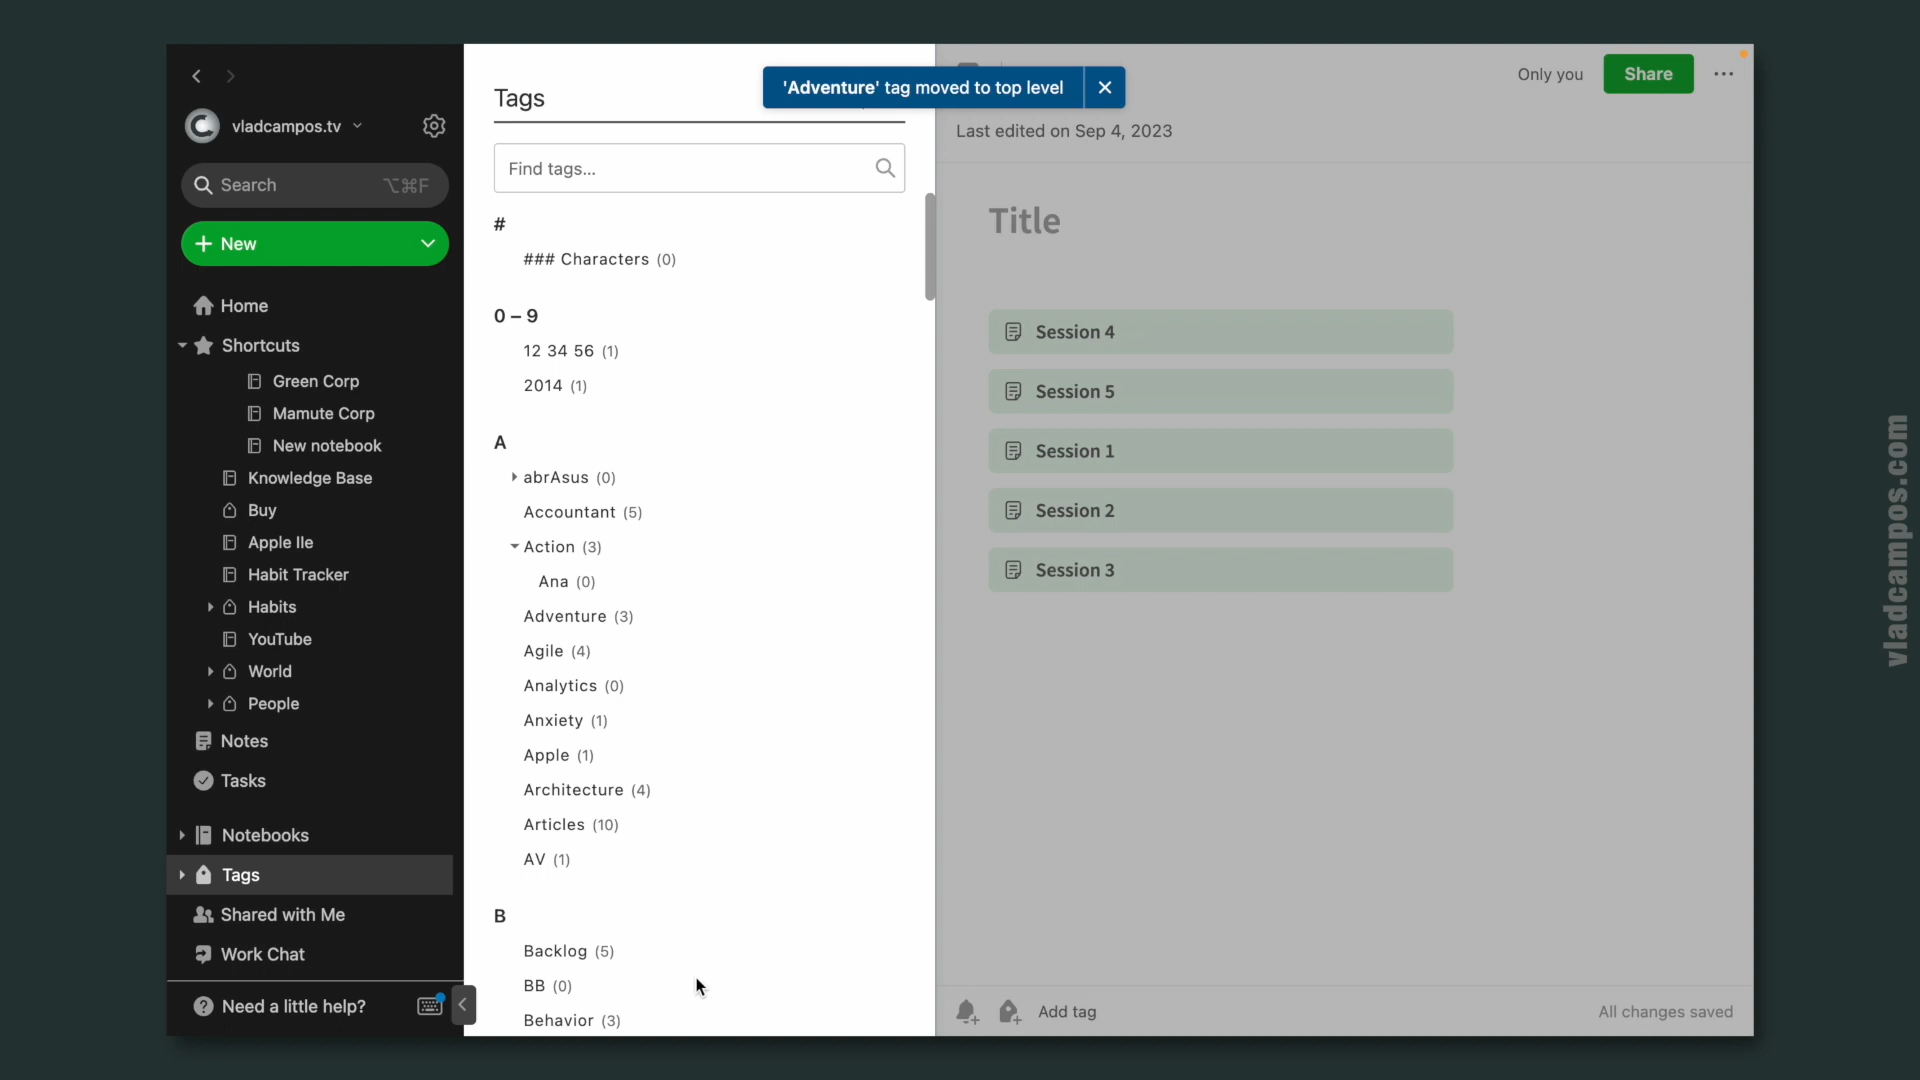 vladcampos.tv
Search ⌥⌘F
New
Home
Shortcuts
Green Corp
Mamute Corp
New notebook
Knowledge Base
Buy
Apple IIe
Habit Tracker
Habits
YouTube
World
People
Notes
Tasks
Notebooks
Tags
Shared with Me
Work Chat
Need a little help?
Tags
'Adventure' tag moved to top level
Find tags...
#
### Characters (0)
0 – 9
12 34 56 (1)
2014 (1)
A
abrAsus (0)
Accountant (5)
Action (3)
Ana (0)
Adventure (3)
Agile (4)
Analytics (0)
Anxiety (1)
Apple (1)
Architecture (4)
Articles (10)
AV (1)
B
Backlog (5)
BB (0)
Behavior (3)
Only you
Share
Last edited on Sep 4, 2023
Title
Session 4
Session 5
Session 1
Session 2
Session 3
Add tag
All changes saved
vladcampos.com